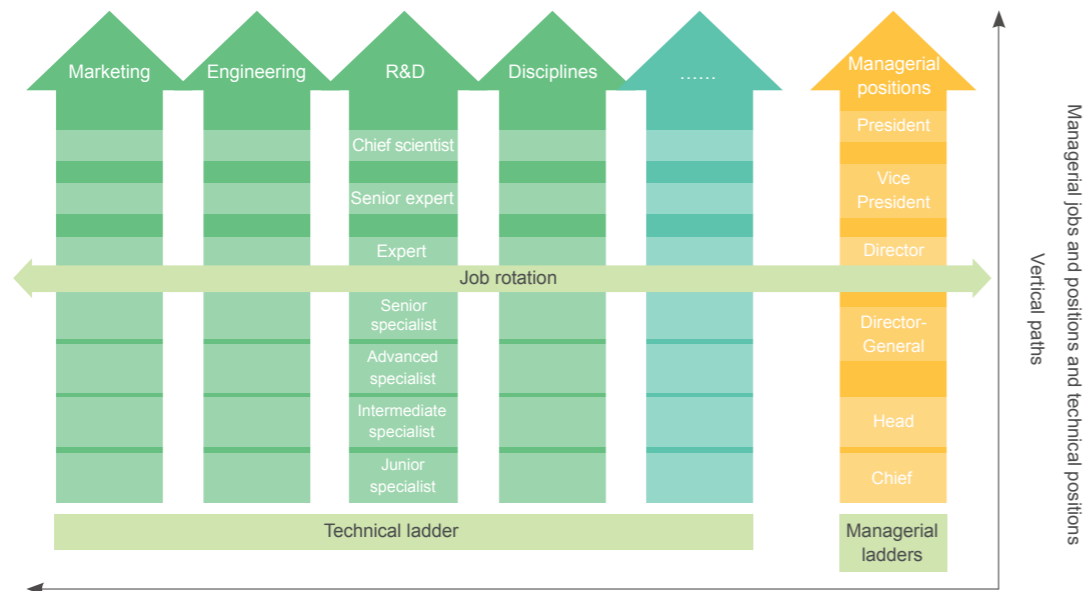 Marketing
Engineering
R&D
Disciplines
......
Managerial
positions
President
Chief scientist
Vice
President
Senior expert
Expert
Director
Job rotation
Senior
specialist
Director-
General
Advanced
specialist
Intermediate
specialist
Head
Junior
specialist
Chief
Technical ladder
Managerial
ladders
Vertical paths
Managerial jobs and positions and technical positions